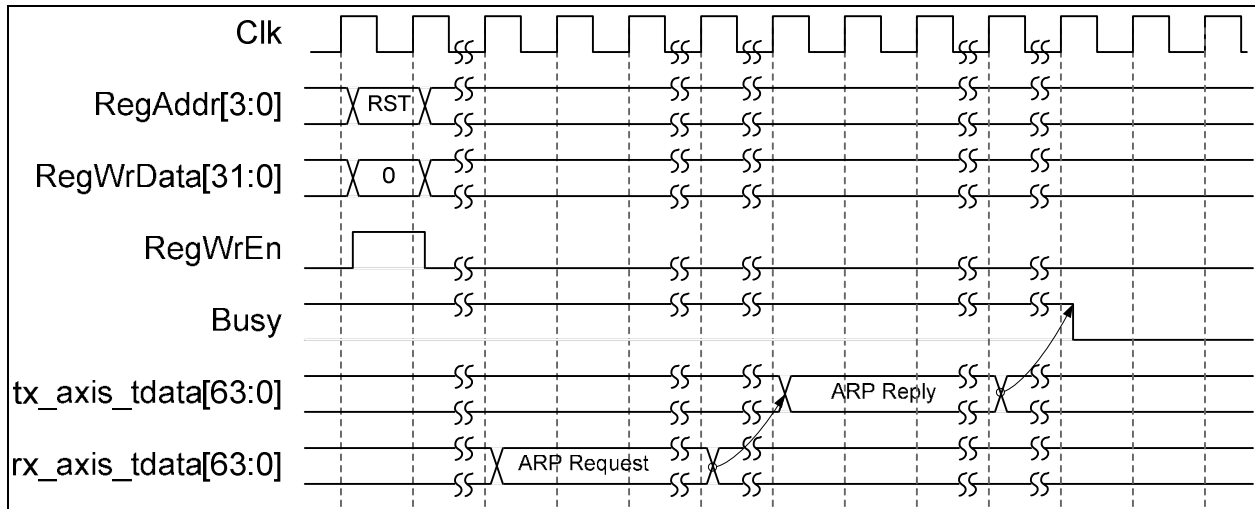 Clk
RegAddr[3:0] RST
RegWrData[31:0] 0
RegWrEn
Busy
tx_axis_tdata[63:0] ARP Reply
rx_axis_tdata[63:0] ARP Request